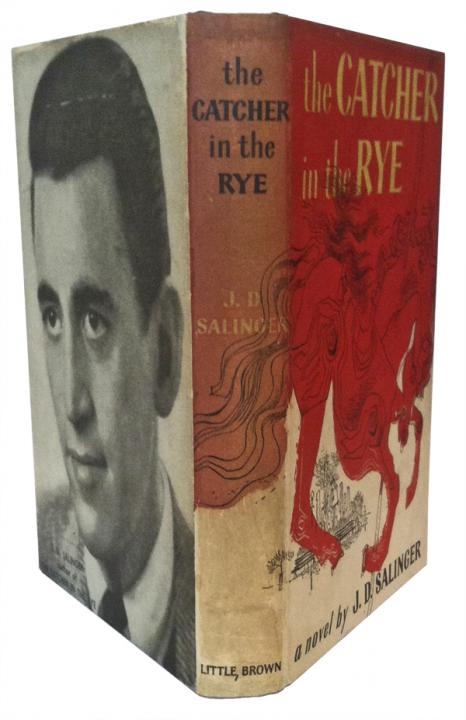 the
CATCHER
in the
RYE
J. D.
SALINGER
LITTLE, BROWN
the CATCHER
in the RYE
a novel by J. D. SALINGER